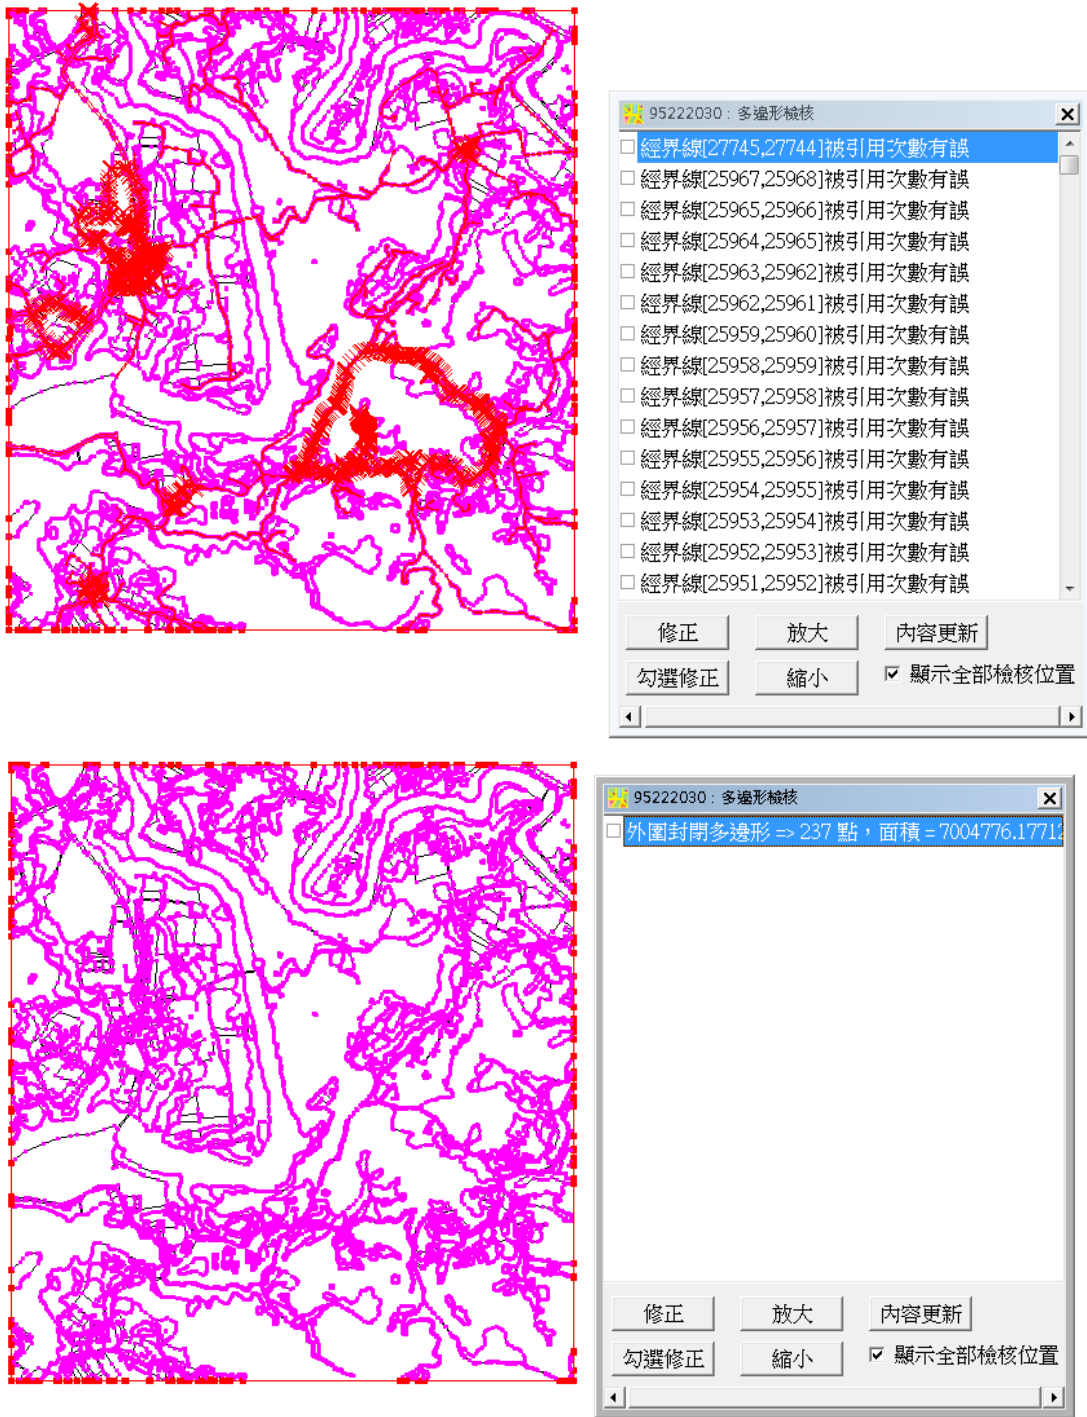 95222030 : 多邊形檢核
經界線[27745,27744]被引用次數有誤
經界線[25967,25968]被引用次數有誤
經界線[25965,25966]被引用次數有誤
經界線[25964,25965]被引用次數有誤
經界線[25963,25962]被引用次數有誤
經界線[25962,25961]被引用次數有誤
經界線[25959,25960]被引用次數有誤
經界線[25958,25959]被引用次數有誤
經界線[25957,25958]被引用次數有誤
經界線[25956,25957]被引用次數有誤
經界線[25955,25956]被引用次數有誤
經界線[25954,25955]被引用次數有誤
經界線[25953,25954]被引用次數有誤
經界線[25952,25953]被引用次數有誤
經界線[25951,25952]被引用次數有誤
修正 放大 內容更新
勾選修正 縮小 顯示全部檢核位置
95222030 : 多邊形檢核
外圍封閉多邊形 => 237 點，面積 = 7004776.17712
修正 放大 內容更新
勾選修正 縮小 顯示全部檢核位置